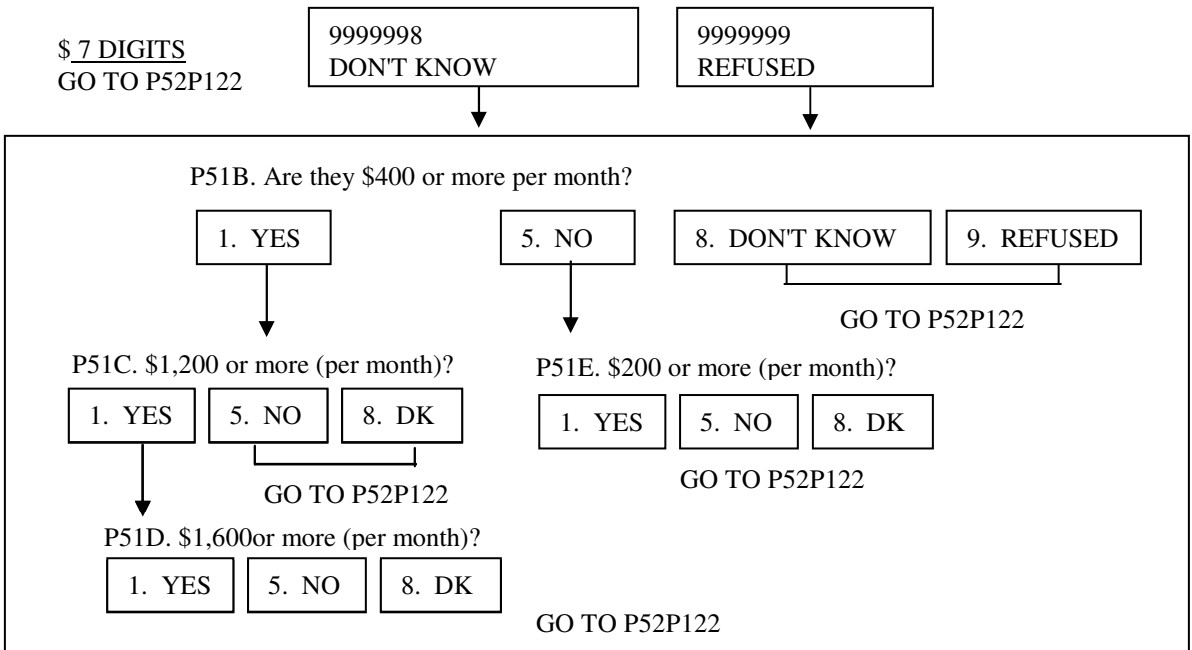 $ 7 DIGITS
GO TO P52P122
9999998
DON'T KNOW
9999999
REFUSED
P51B. Are they $400 or more per month?
1. YES
5. NO
8. DON'T KNOW
9. REFUSED
GO TO P52P122
P51C. $1,200 or more (per month)?
1. YES
5. NO
8. DK
GO TO P52P122
P51E. $200 or more (per month)?
1. YES
5. NO
8. DK
GO TO P52P122
P51D. $1,600or more (per month)?
1. YES
5. NO
8. DK
GO TO P52P122